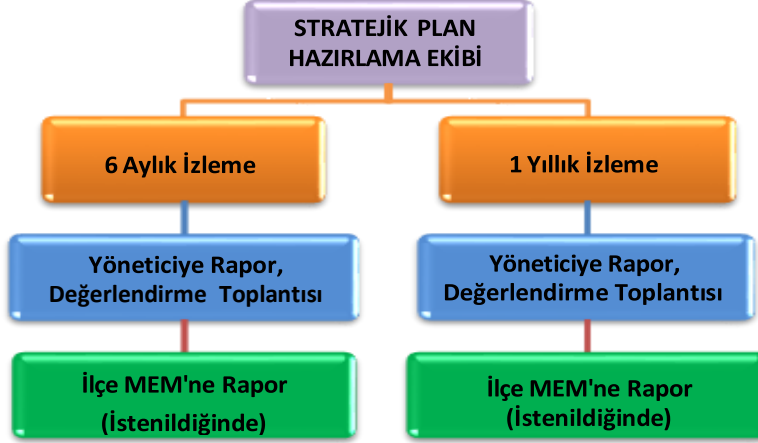 STRATEJİK PLAN
HAZIRLAMA EKİBİ
6 Aylık İzleme
1 Yıllık İzleme
Yöneticiye Rapor,
Değerlendirme Toplantısı
Yöneticiye Rapor,
Değerlendirme Toplantısı
İlçe MEM'ne Rapor
(İstenildiğinde)
İlçe MEM'ne Rapor
(İstenildiğinde)